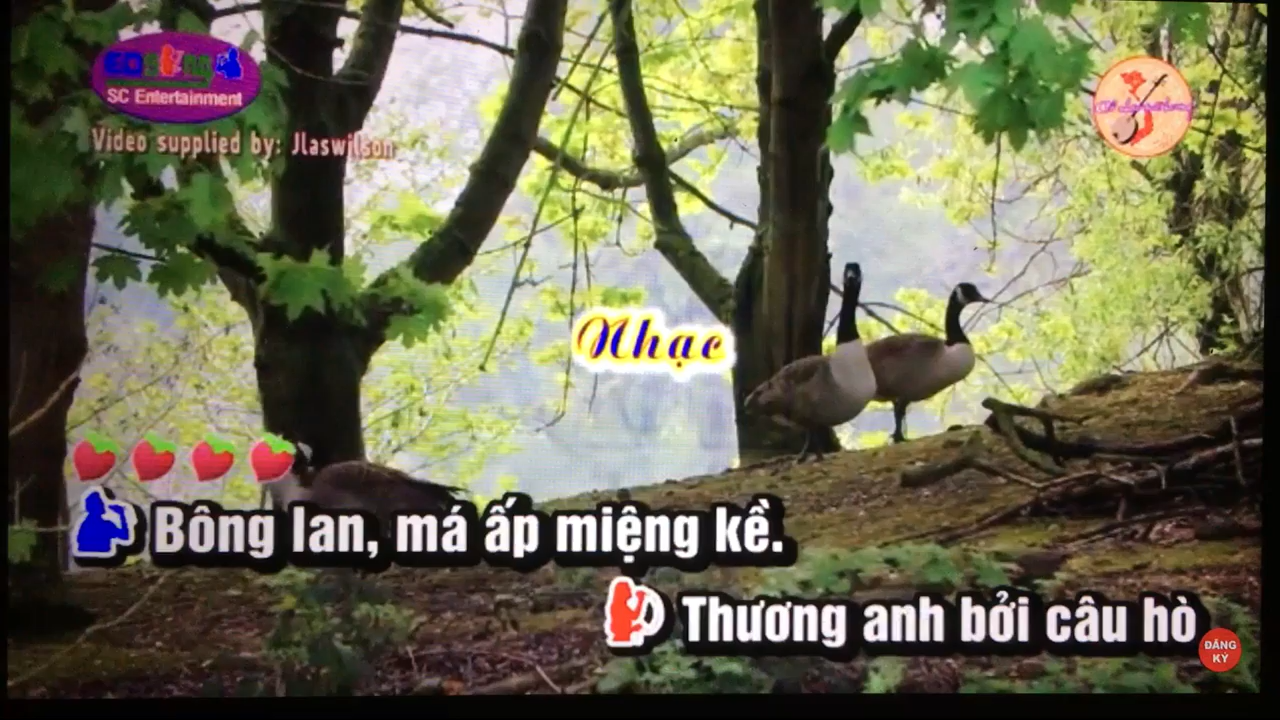 SC Entertainment
Video supplied by: Jlaswilson
Nhạc
Bông lan, má ấp miệng kề.
Thương anh bởi câu hò
ĐĂNG
KÝ